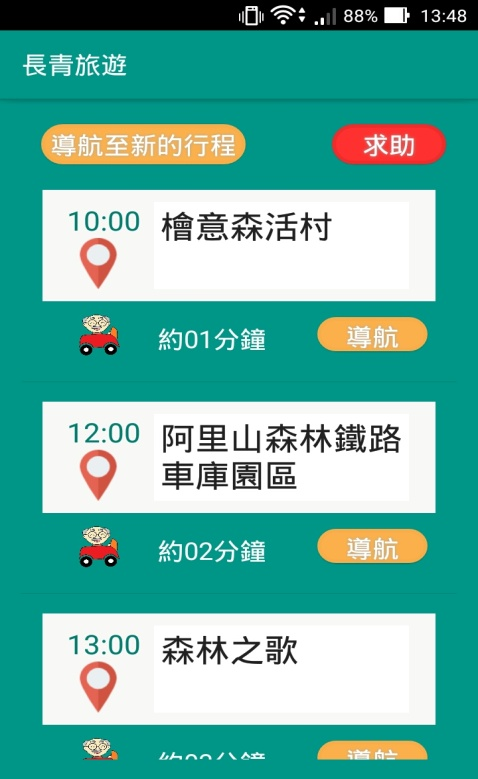 88% 13:48
長青旅遊
導航至新的行程 求助
10:00 檜意森活村
約01分鐘 導航
12:00 阿里山森林鐵路
車庫園區
約02分鐘 導航
13:00 森林之歌
導航